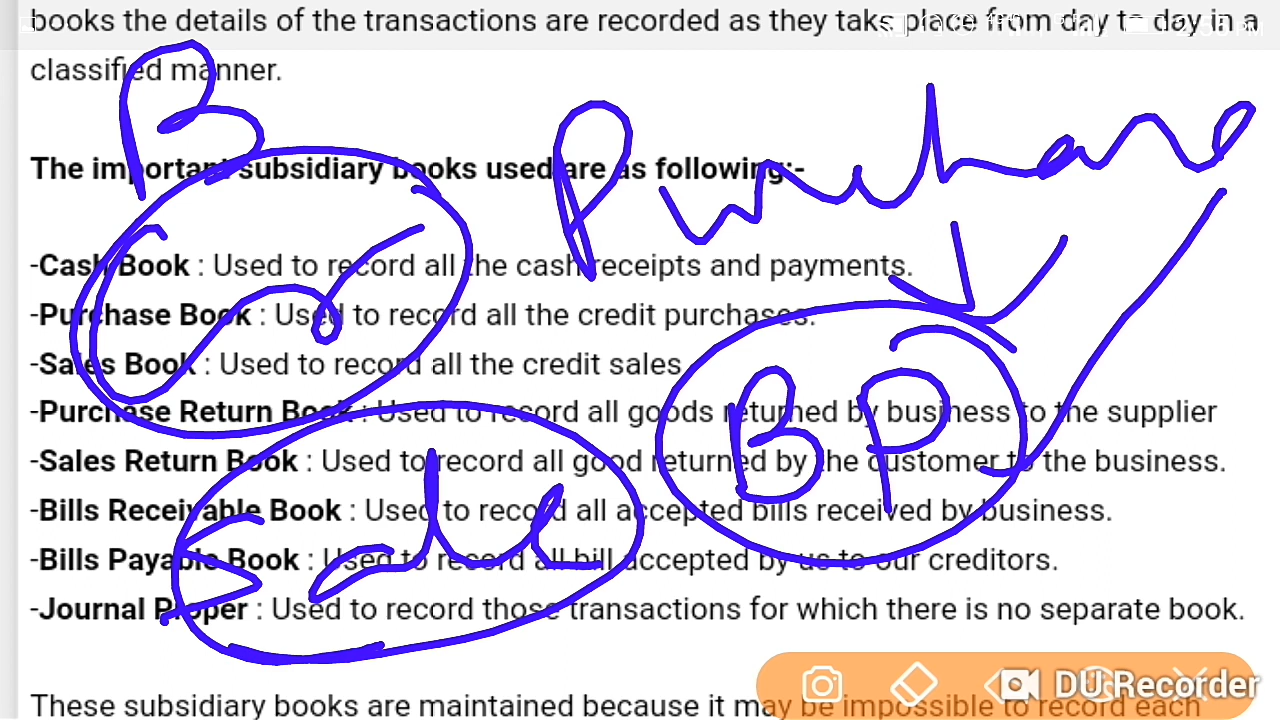 books the details of the transactions are recorded as they take place from day to day in a
classified manner.
B
Purchase
The important subsidiary books used are as following:-
-Cash Book : Used to record all the cash receipts and payments.
-Purchase Book : Used to record all the credit purchases.
-Sales Book : Used to record all the credit sales
-Purchase Return Book : Used to record all goods returned by business to the supplier
BP
-Sales Return Book : Used to record all good returned by the customer to the business.
-Bills Receivable Book : Used to record all accepted bills received by business.
Sale
-Bills Payable Book : Used to record all bill accepted by us to our creditors.
-Journal Proper : Used to record those transactions for which there is no separate book.
DU Recorder
These subsidiary books are maintained because it may be impossible to record each